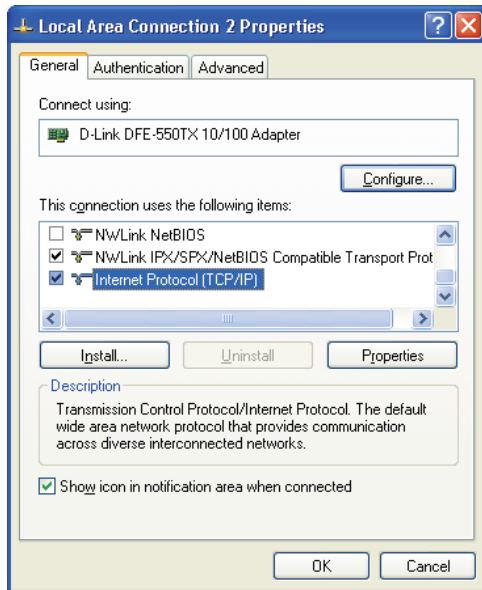 Local Area Connection 2 Properties
General Authentication Advanced
Connect using:
D-Link DFE-550TX 10/100 Adapter
Configure...
This connection uses the following items:
NWLink NetBIOS
NWLink IPX/SPX/NetBIOS Compatible Transport Prot
Internet Protocol (TCP/IP)
Install... Uninstall Properties
Description
Transmission Control Protocol/Internet Protocol. The default
wide area network protocol that provides communication
across diverse interconnected networks.
Show icon in notification area when connected
OK Cancel